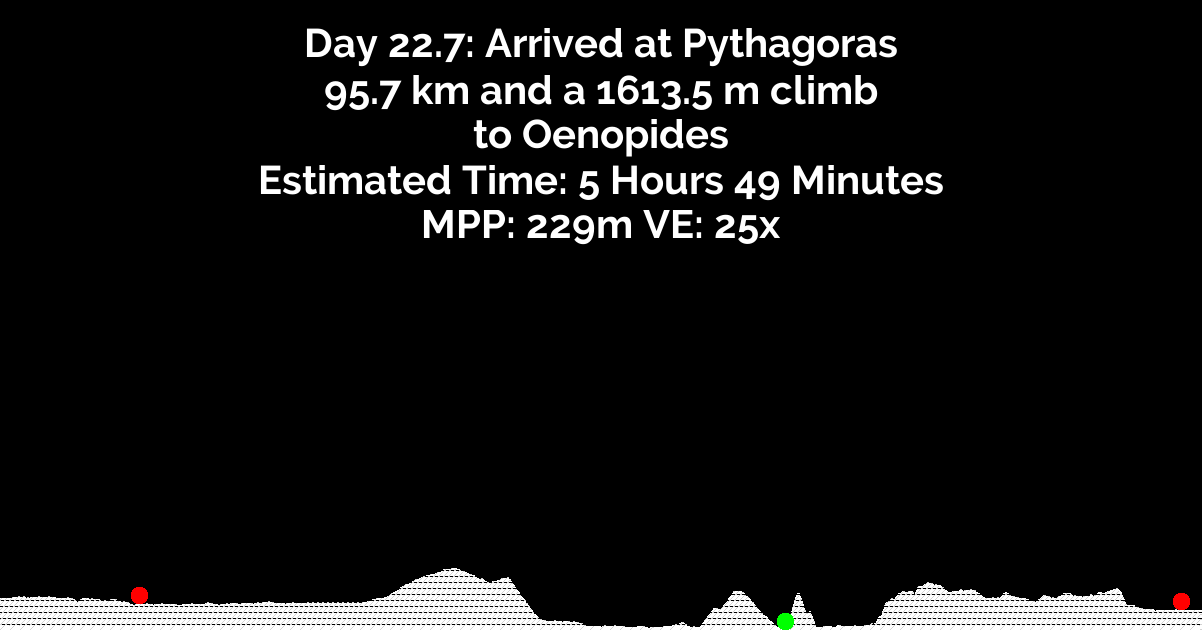 Day 22.7: Arrived at Pythagoras
95.7 km and a 1613.5 m climb
to Oenopides
Estimated Time: 5 Hours 49 Minutes
MPP: 229m VE: 25x